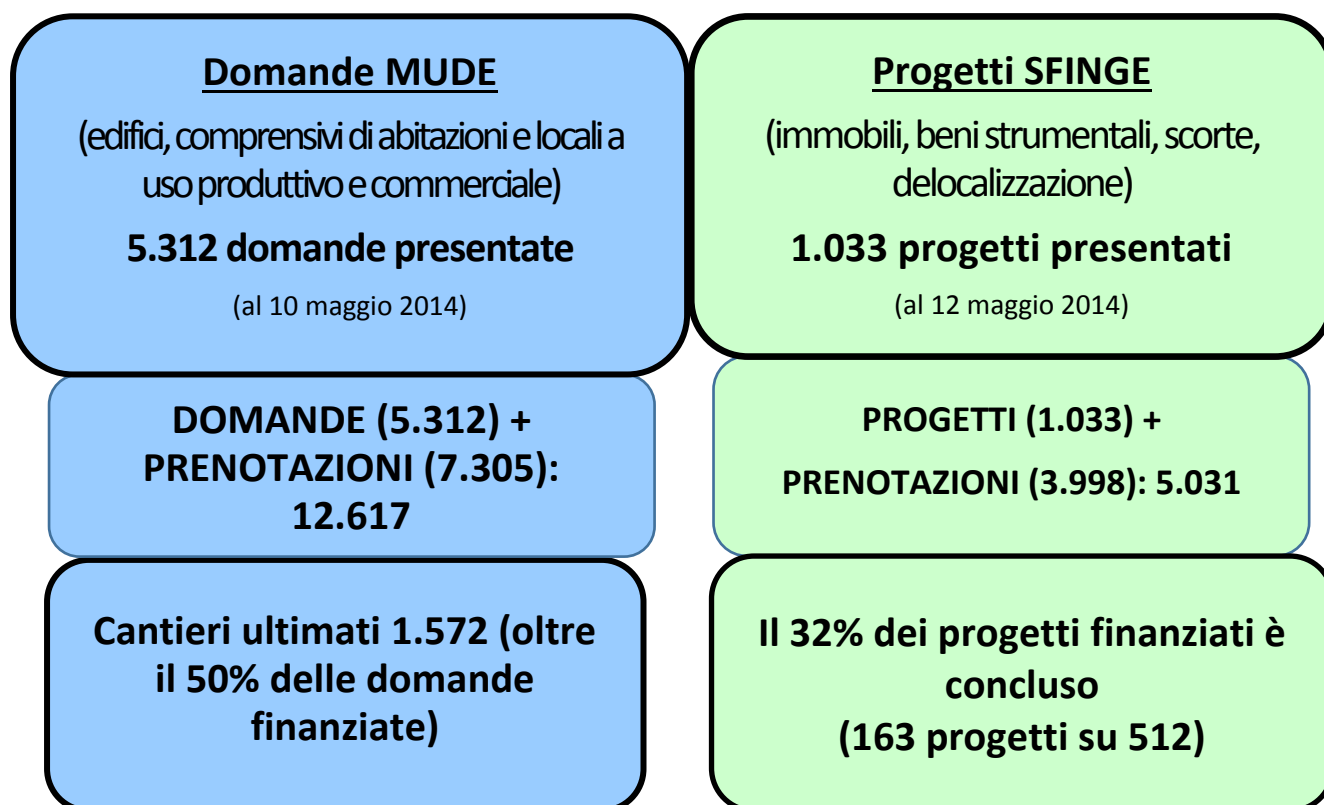 Domande MUDE
(edifici, comprensivi di abitazioni e locali a
uso produttivo e commerciale)
5.312 domande presentate
(al 10 maggio 2014)
DOMANDE (5.312) +
PRENOTAZIONI (7.305):
12.617
Cantieri ultimati 1.572 (oltre
il 50% delle domande
finanziate)
Progetti SFINGE
(immobili, beni strumentali, scorte,
delocalizzazione)
1.033 progetti presentati
(al 12 maggio 2014)
PROGETTI (1.033) +
PRENOTAZIONI (3.998): 5.031
Il 32% dei progetti finanziati è
concluso
(163 progetti su 512)